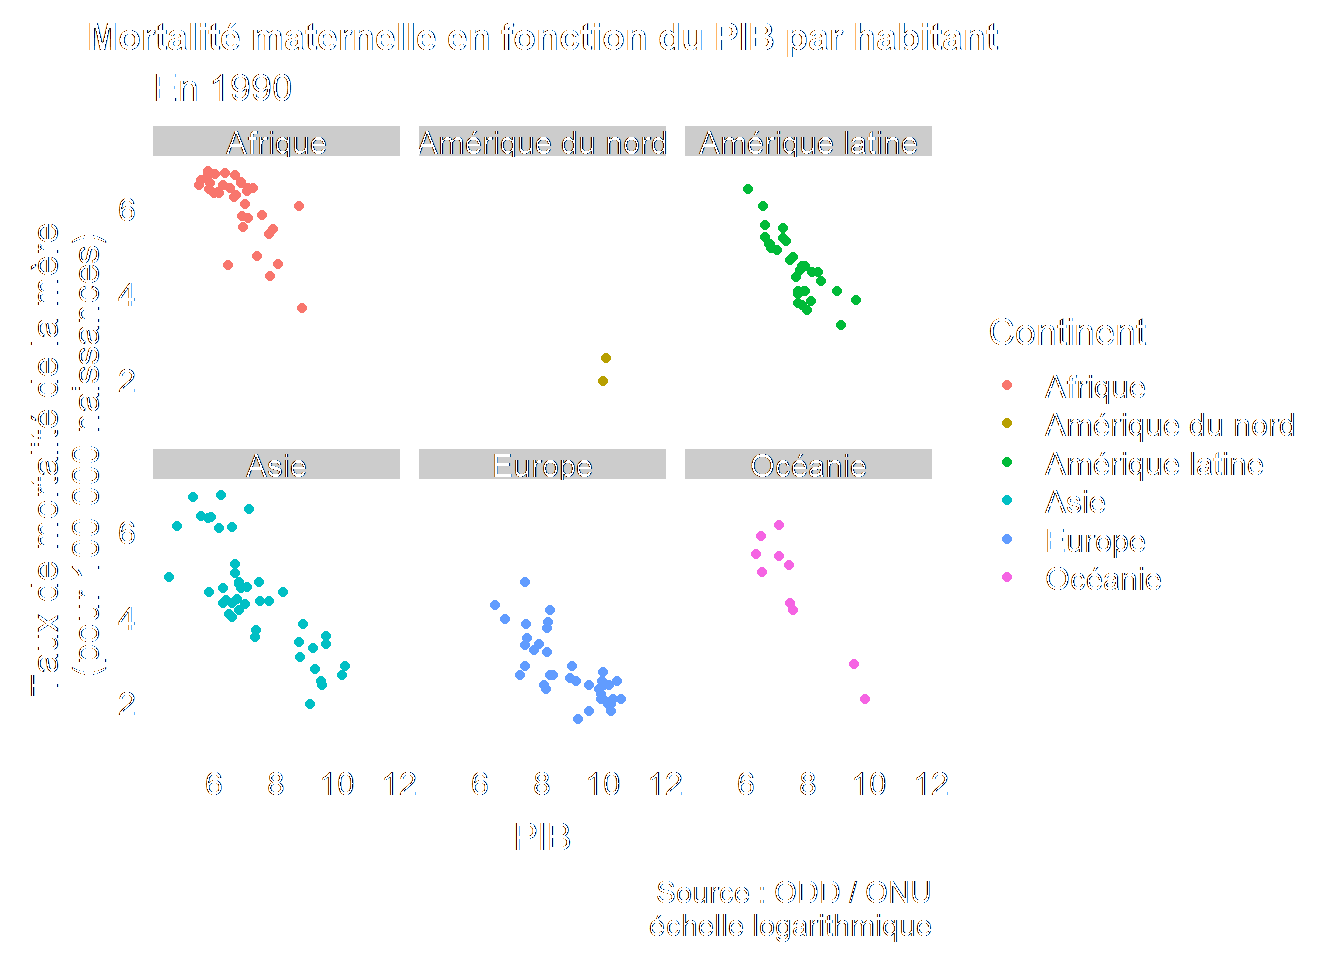 Mortalité maternelle en fonction du PIB par habitant
En 1990
Afrique
Amérique du nord
Amérique latine
6
4
2
Asie
Europe
Océanie
6
4
2
6 8 10 12
6 8 10 12
6 8 10 12
PIB
Taux de mortalité de la mère
(pour 100 000 naissances)
Continent
Afrique
Amérique du nord
Amérique latine
Asie
Europe
Océanie
Source : ODD / ONU
échelle logarithmique